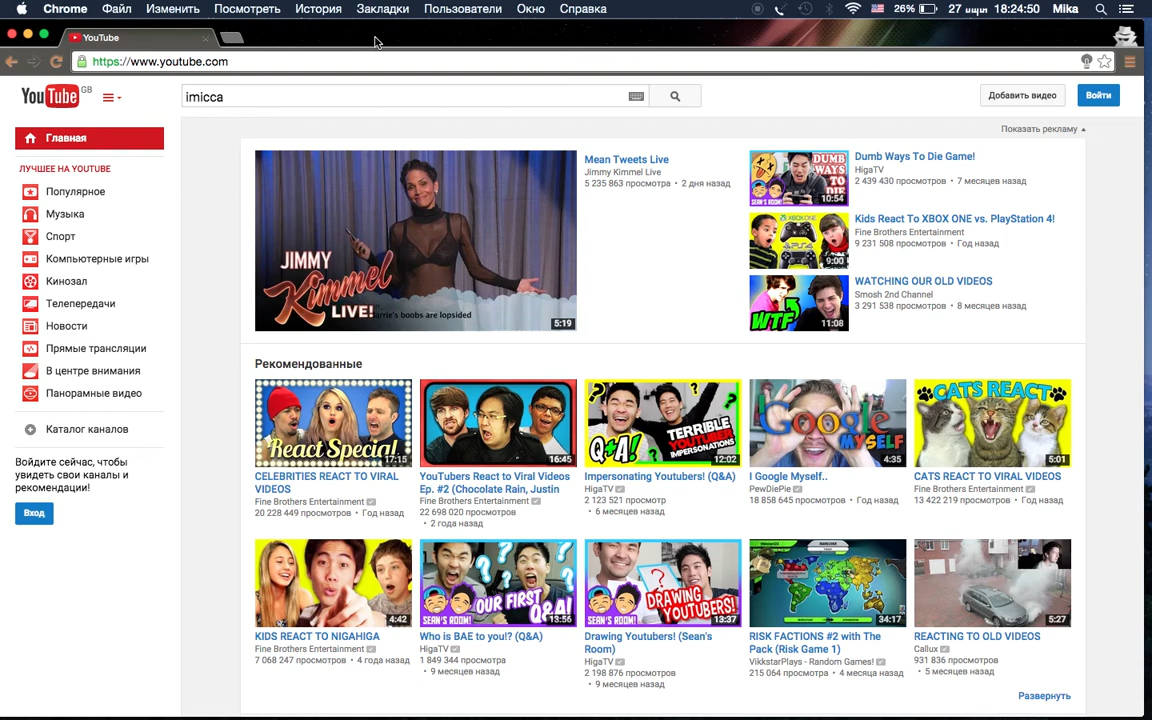 Chrome Файл Изменить Посмотреть История Закладки Пользователи Окно Справка 26% 27 մայի 18:24:50 Mika
YouTube
https://www.youtube.com
YouTube GB
imicca
Добавить видео
Войти
Показать рекламу
Главная
ЛУЧШЕЕ НА YOUTUBE
Популярное
Музыка
Спорт
Компьютерные игры
Кинозал
Телепередачи
Новости
Прямые трансляции
В центре внимания
Панорамные видео
Каталог каналов
Войдите сейчас, чтобы
увидеть свои каналы и
рекомендации!
Вход
JIMMY
Kimmel
LIVE!
boobs are lopsided
5:19
Mean Tweets Live
Jimmy Kimmel Live
5 235 863 просмотра • 2 дня назад
DUMB
WAYS
TO
DIE
SEAN'S ROOM!
10:54
Dumb Ways To Die Game!
HigaTV
2 439 430 просмотров • 7 месяцев назад
XBOX ONE
9:00
Kids React To XBOX ONE vs. PlayStation 4!
Fine Brothers Entertainment
9 231 508 просмотров • Год назад
WTF
11:08
WATCHING OUR OLD VIDEOS
Smosh 2nd Channel
3 291 538 просмотров • 8 месяцев назад
Рекомендованные
React Special!
17:15
CELEBRITIES REACT TO VIRAL
VIDEOS
Fine Brothers Entertainment
20 228 449 просмотров • Год назад
16:45
YouTubers React to Viral Videos
Ep. #2 (Chocolate Rain, Justin
Fine Brothers Entertainment
22 698 020 просмотров
• 2 года назад
Q+A!
TERRIBLE
YOUTUBER
IMPERSONATIONS
12:02
Impersonating Youtubers! (Q&A)
HigaTV
2 123 521 просмотр
• 6 месяцев назад
Google
MYSELF
4:35
I Google Myself..
PewDiePie
18 858 645 просмотров • Год назад
CATS REACT
5:01
CATS REACT TO VIRAL VIDEOS
Fine Brothers Entertainment
13 422 219 просмотров • Год назад
4:42
KIDS REACT TO NIGAHIGA
Fine Brothers Entertainment
7 068 247 просмотров • 4 года назад
SEAN'S ROOM!
OUR FIRST
Q&A!
13:56
Who is BAE to you!? (Q&A)
HigaTV
1 849 344 просмотра
• 9 месяцев назад
SEAN'S ROOM!
DRAWING
YOUTUBERS!
13:37
Drawing Youtubers! (Sean's
Room)
HigaTV
2 198 876 просмотров
• 9 месяцев назад
34:17
RISK FACTIONS #2 with The
Pack (Risk Game 1)
VikkstarPlays - Random Games!
215 064 просмотра • 4 месяца назад
5:27
REACTING TO OLD VIDEOS
Callux
931 836 просмотров
• 5 месяцев назад
Развернуть